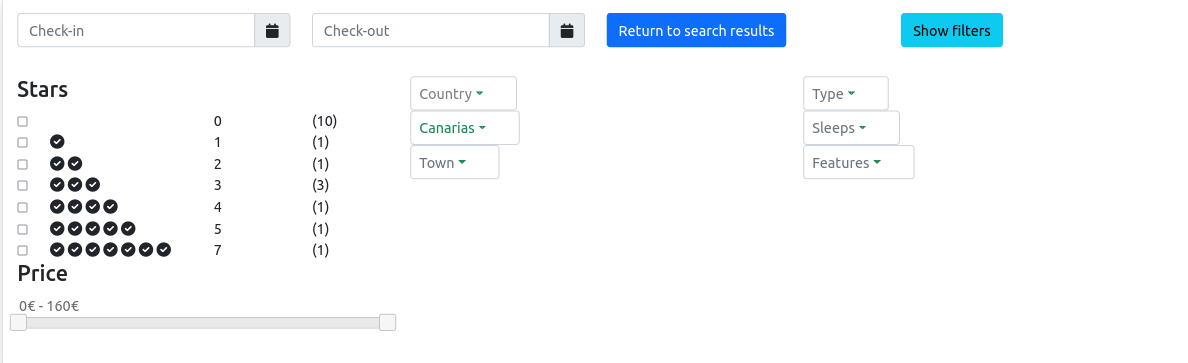 Check-in
Check-out
Return to search results
Show filters
Stars
0 (10)
1 (1)
2 (1)
3 (3)
4 (1)
5 (1)
7 (1)
Price
0€ - 160€
Country
Canarias
Town
Type
Sleeps
Features